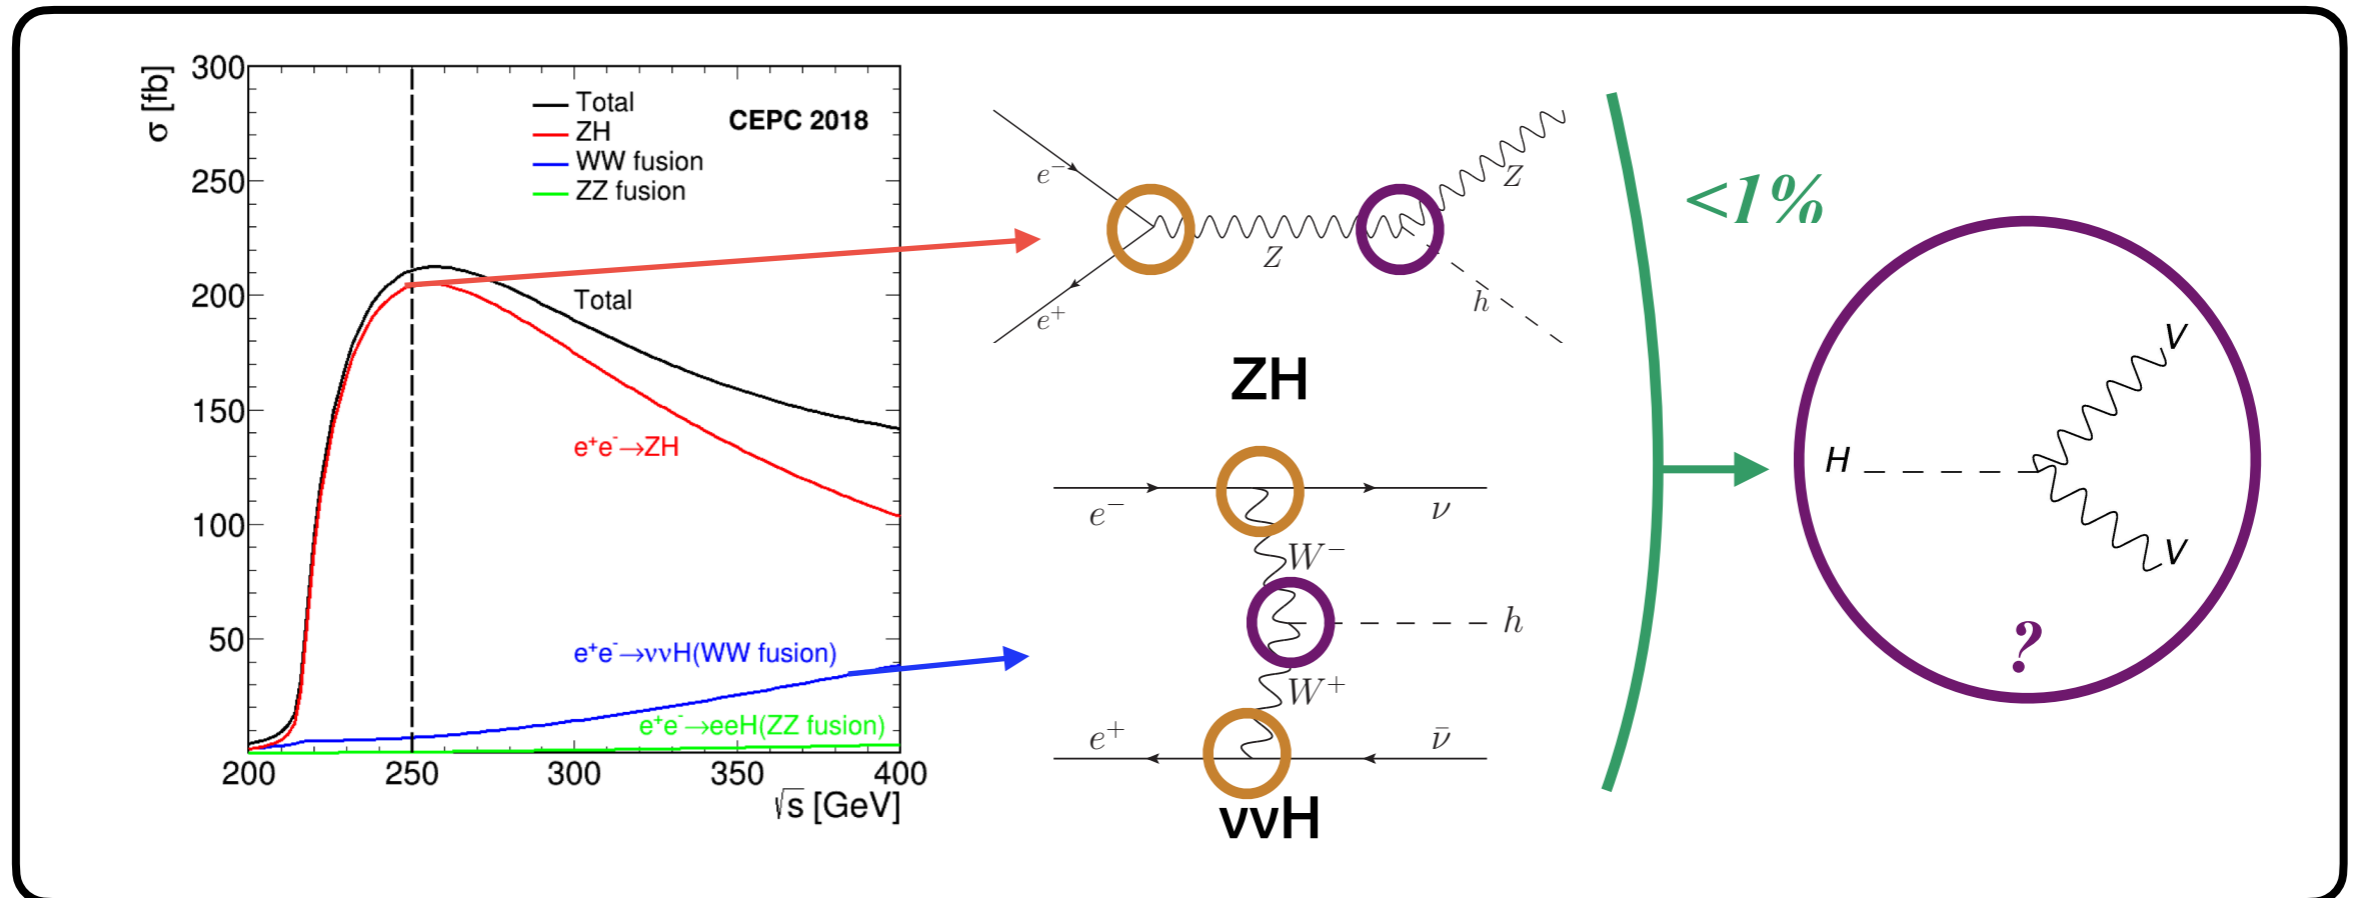 σ [fb]
300
250
200
150
100
50
200 250 300 350 400
√s [GeV]
Total
ZH
WW fusion
ZZ fusion
CEPC 2018
Total
e⁺e⁻→ZH
e⁺e⁻→ννH(WW fusion)
e⁺e⁻→eeH(ZZ fusion)
e⁻
e⁺
Z
Z
h
ZH
e⁻
ν
W⁻
h
W⁺
e⁺
ν̄
ννH
<1%
H
V
V
?